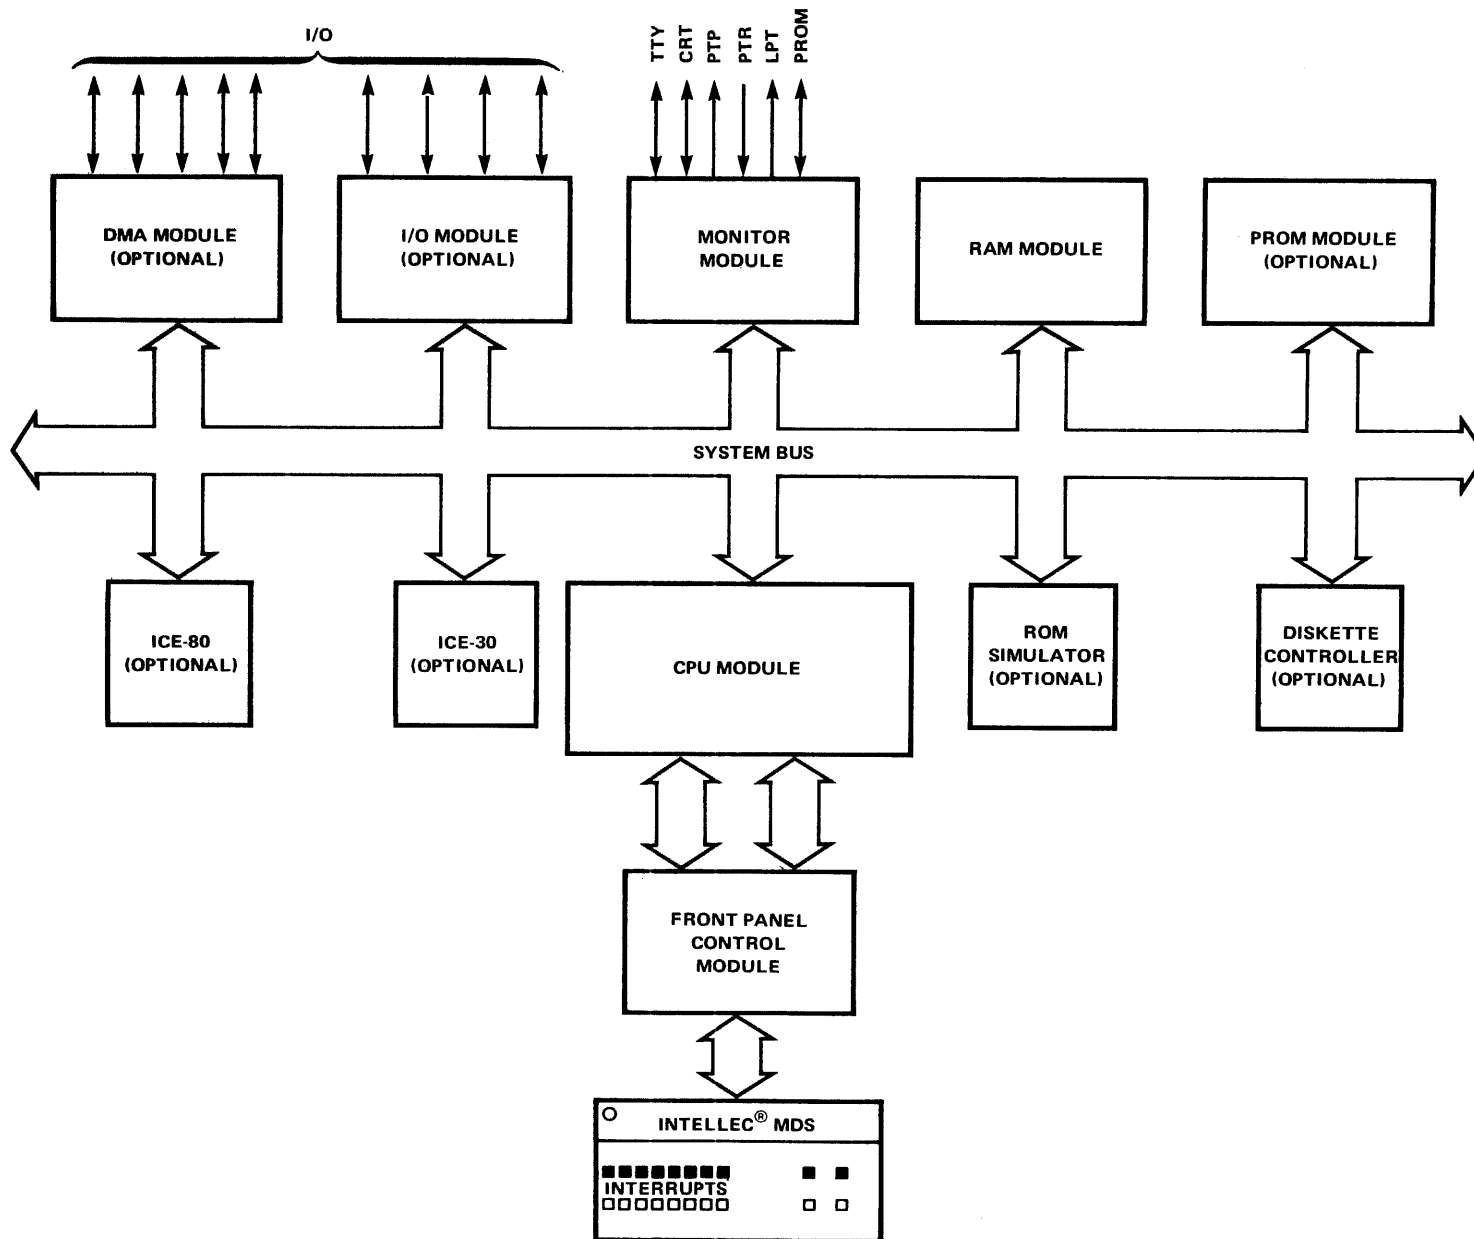 I/O
TTY
CRT
PTP
PTR
LPT
PROM
DMA MODULE
(OPTIONAL)
I/O MODULE
(OPTIONAL)
MONITOR
MODULE
RAM MODULE
PROM MODULE
(OPTIONAL)
SYSTEM BUS
ICE-80
(OPTIONAL)
ICE-30
(OPTIONAL)
CPU MODULE
ROM
SIMULATOR
(OPTIONAL)
DISKETTE
CONTROLLER
(OPTIONAL)
FRONT PANEL
CONTROL
MODULE
INTELLEC® MDS
INTERRUPTS